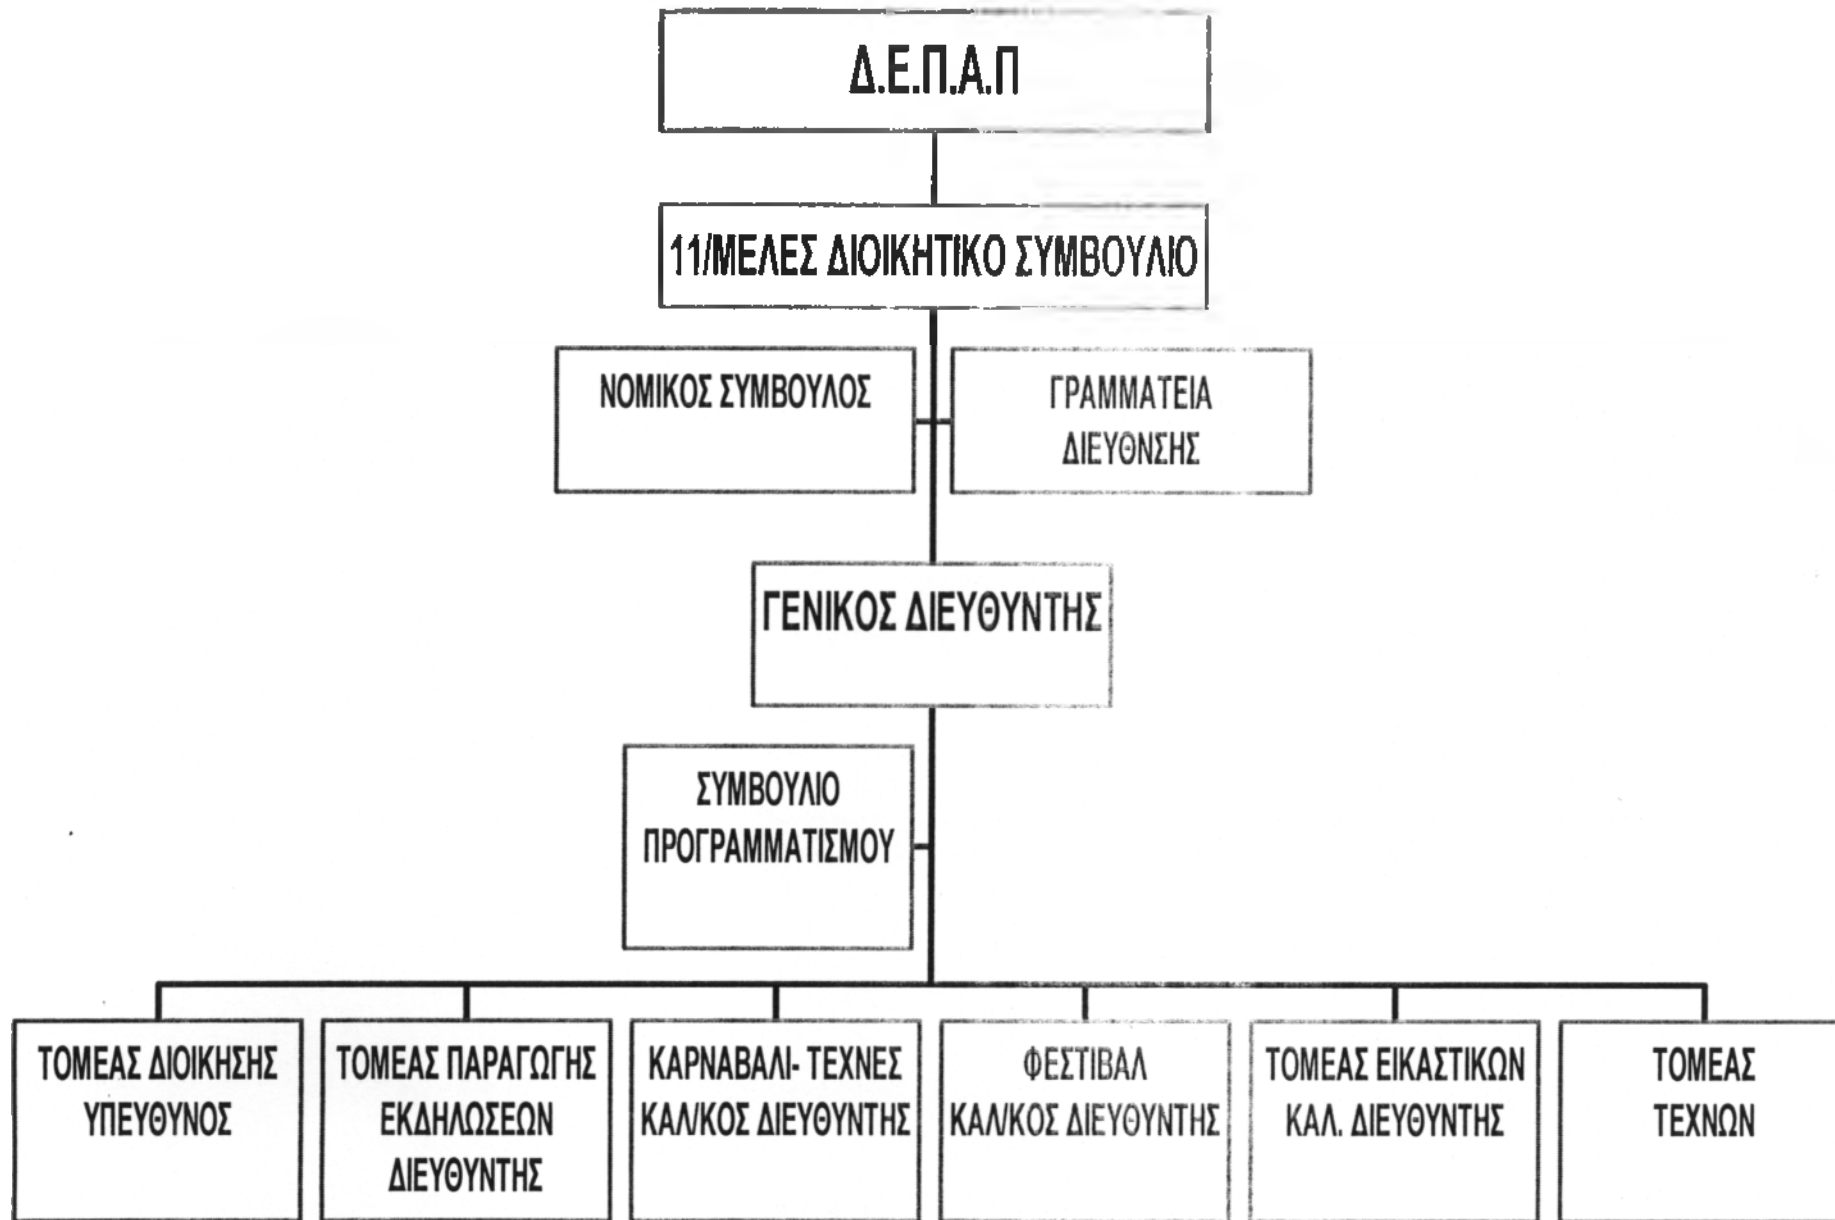 Δ.Ε.Π.Α.Π
11/ΜΕΛΕΣ ΔΙΟΙΚΗΤΙΚΟ ΣΥΜΒΟΥΛΙΟ
ΝΟΜΙΚΟΣ ΣΥΜΒΟΥΛΟΣ
ΓΡΑΜΜΑΤΕΙΑ
ΔΙΕΥΘΝΣΗΣ
ΓΕΝΙΚΟΣ ΔΙΕΥΘΥΝΤΗΣ
ΣΥΜΒΟΥΛΙΟ
ΠΡΟΓΡΑΜΜΑΤΙΣΜΟΥ
ΤΟΜΕΑΣ ΔΙΟΙΚΗΣΗΣ
ΥΠΕΥΘΥΝΟΣ
ΤΟΜΕΑΣ ΠΑΡΑΓΩΓΗΣ
ΕΚΔΗΛΩΣΕΩΝ
ΔΙΕΥΘΥΝΤΗΣ
ΚΑΡΝΑΒΑΛΙ- ΤΕΧΝΕΣ
ΚΑΛ/ΚΟΣ ΔΙΕΥΘΥΝΤΗΣ
ΦΕΣΤΙΒΑΛ
ΚΑΛ/ΚΟΣ ΔΙΕΥΘΥΝΤΗΣ
ΤΟΜΕΑΣ ΕΙΚΑΣΤΙΚΩΝ
ΚΑΛ. ΔΙΕΥΘΥΝΤΗΣ
ΤΟΜΕΑΣ
ΤΕΧΝΩΝ